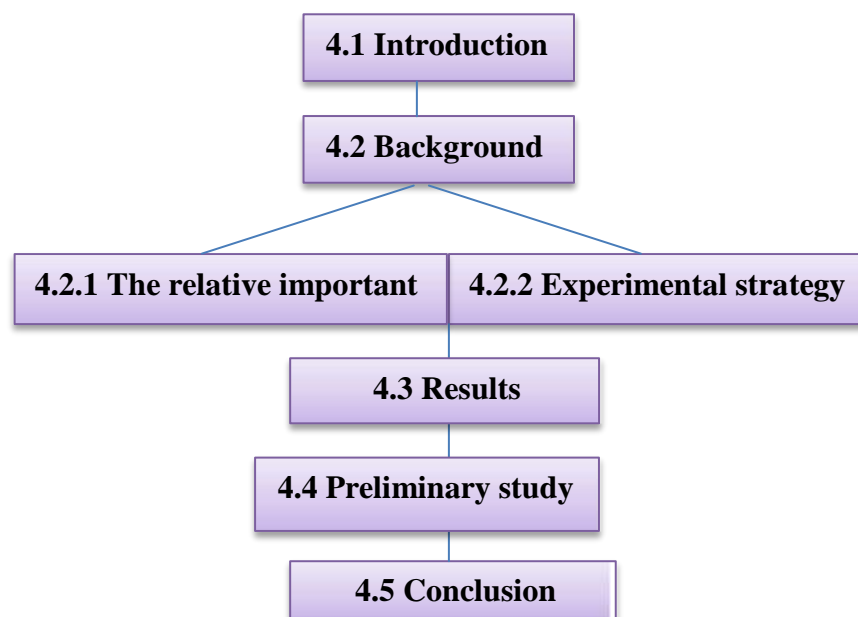 4.1 Introduction
4.2 Background
4.2.1 The relative important
4.2.2 Experimental strategy
4.3 Results
4.4 Preliminary study
4.5 Conclusion